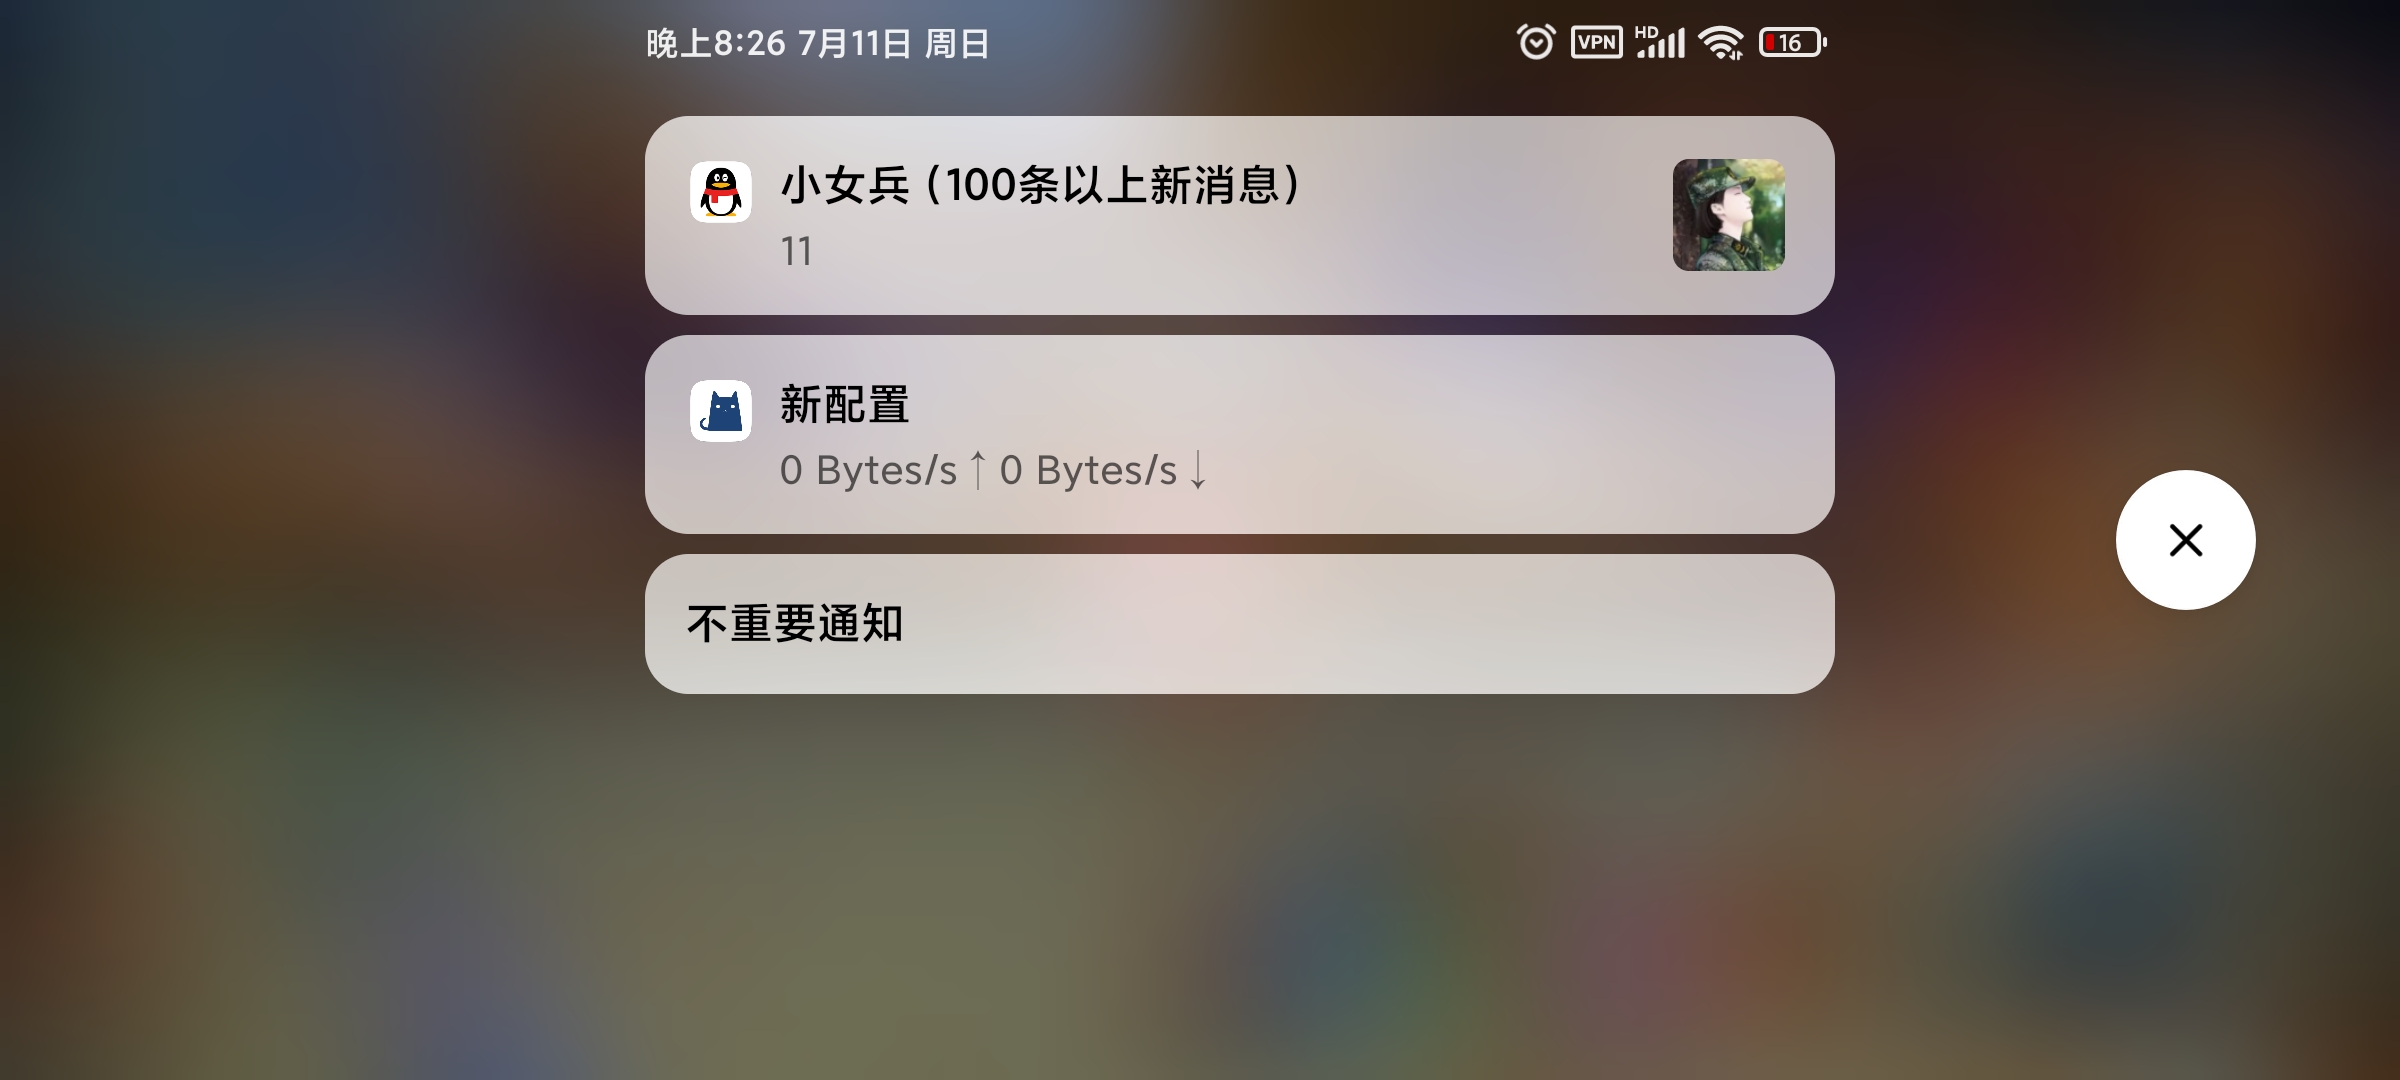 晚上8:26 7月11日 周日
VPN HD 16
小女兵 (100条以上新消息)
11
新配置
0 Bytes/s↑ 0 Bytes/s↓
不重要通知